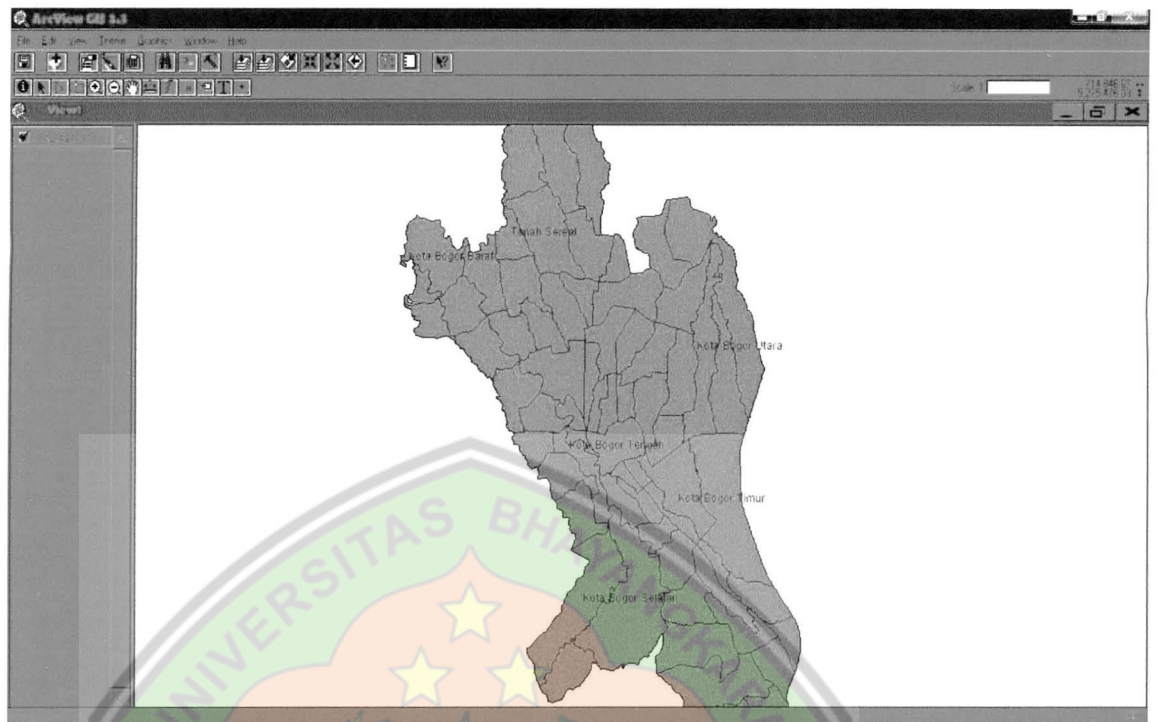 ArcView GIS 3.3
File Edit View Theme Graphics Window Help
Scale 1:
View1
Tanah Sereal
Kota Bogor Barat
Kota Bogor Utara
Kota Bogor Tengah
Kota Bogor Timur
Kota Bogor Selatan
UNIVERSITAS BHAYANGKARA